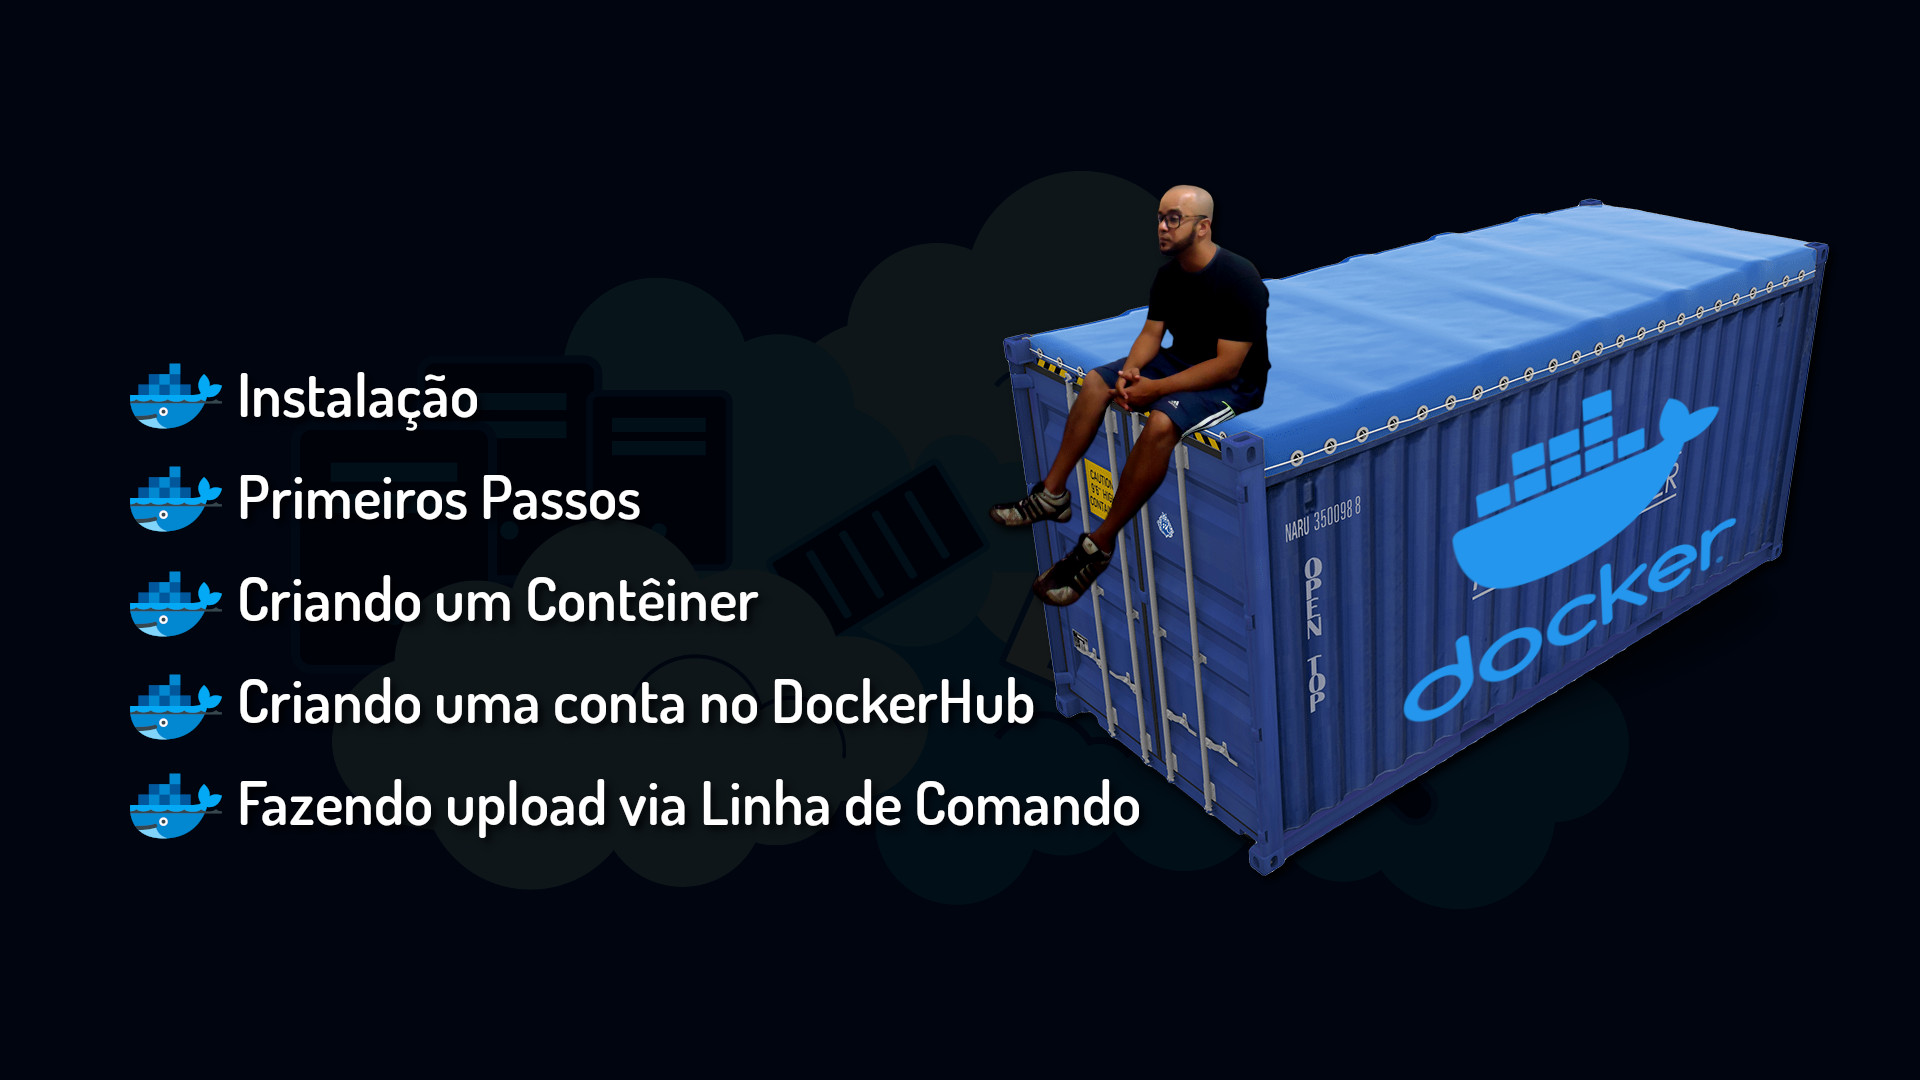 Instalação
Primeiros Passos
Criando um Contêiner
Criando uma conta no DockerHub
Fazendo upload via Linha de Comando
CAUTION
NARU 350098 8
OPEN TOP
docker